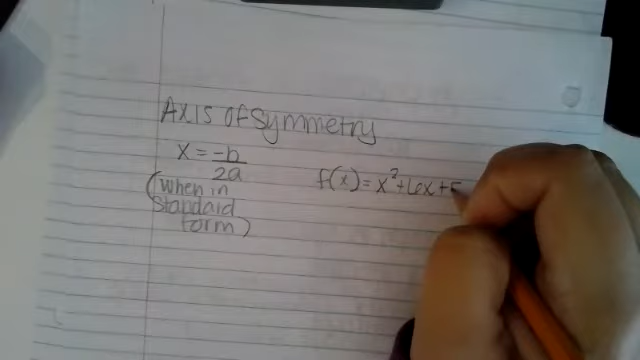 Axis of Symmetry
x = -b
2a
f(x) = x²+6x+5
(when in
standard
form)